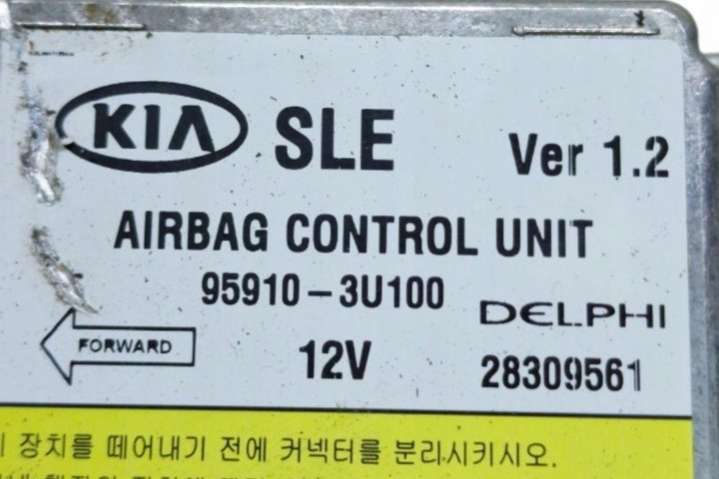 KIA SLE Ver 1.2
AIRBAG CONTROL UNIT
95910-3U100
DELPHI
FORWARD 12V 28309561
장치를 떼어내기 전에 커넥터를 분리시키시오.